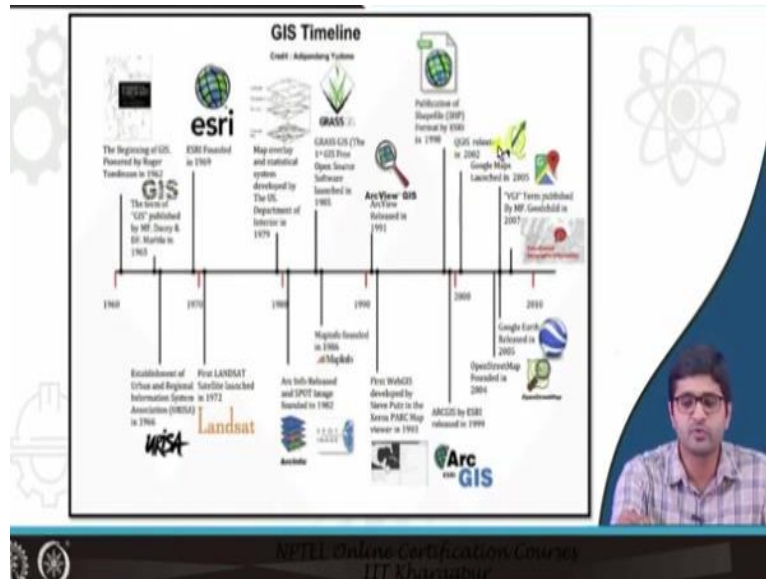 GIS Timeline
Credit : Adipandang Yudono
The Beginning of GIS.
Powered by Roger
Tomlinson in 1962
GIS
The term of
"GIS" published
by MF. Dacey &
DF. Marble in
1965
esri
ESRI Founded
in 1969
Map overlay
and statistical
system
developed by
The US.
Department of
Interior in
1979
GRASS GIS
GRASS GIS (The
1st GIS Free
Open Source
Software
launched in
1985
ArcView GIS
ArcView
Released in
1991
Publication of
Shapefile (SHP)
Format by ESRI
in 1998
QGIS
in 2002
Google Maps
Launched in 2005
"VGI" Term published
By MF. Goodchild in
2007
1960
1970
1980
1990
2000
2010
Establishment of
Urban and Regional
Information System
Association (URISA)
in 1966
URISA
First LANDSAT
Satellite launched
in 1972
Landsat
Arc Info Released
and SPOT Image
founded in 1982
ArcInfo
SPOT
IMAGE
MapInfo founded
in 1986
MapInfo
First WebGIS
developed by
Steve Putz in the
Xerox PARC Map
viewer in 1993
ARCGIS by ESRI
released in 1999
Arc
esri
GIS
OpenStreetMap
Founded in
2004
OpenStreetMap
Google Earth
Released in
2005
NPTEL Online Certification Courses
IIT Kharagpur